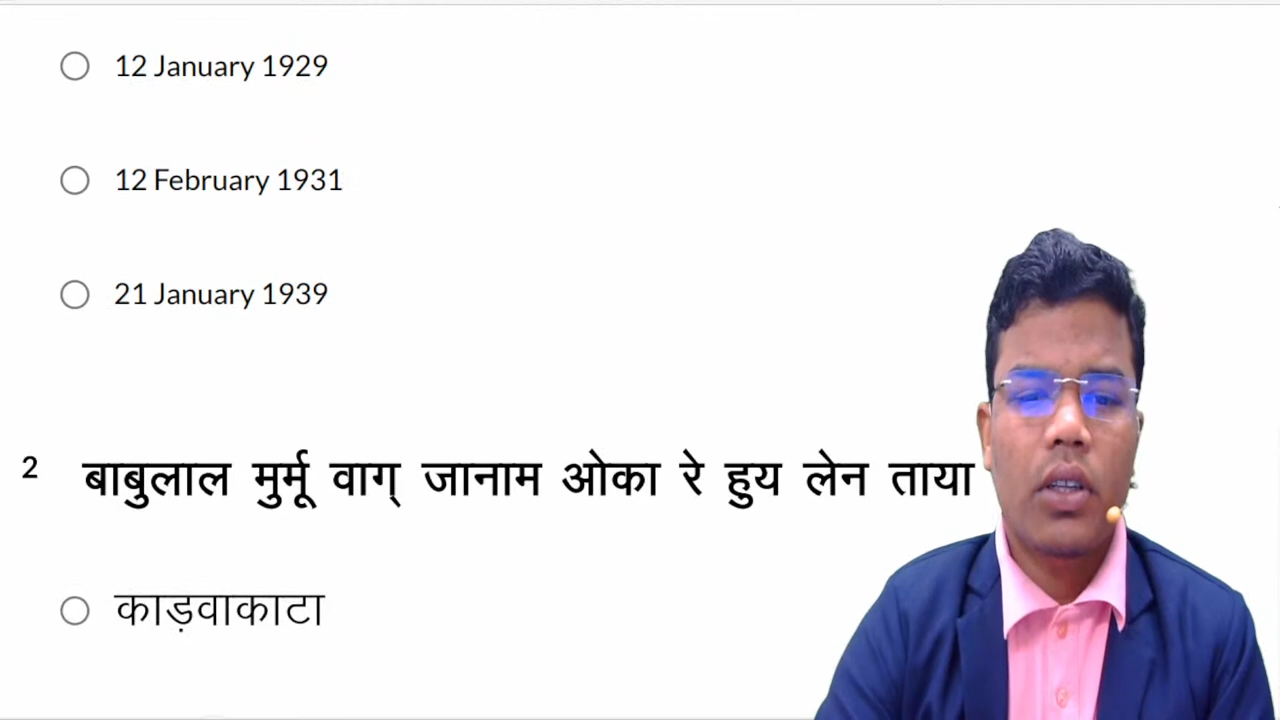 12 January 1929
12 February 1931
21 January 1939
2 बाबुलाल मुर्मू वाग् जानाम ओका रे हुय लेन ताया
काड़वाकाटा